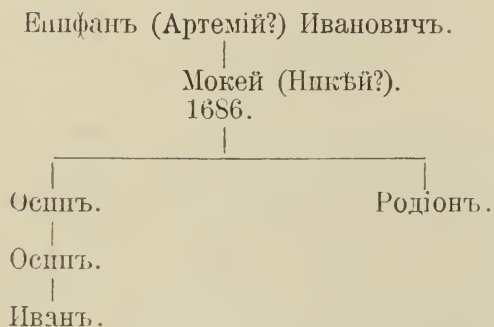 Епифанъ (Артемій?) Ивановичъ.
Мокей (Никѣй?).
1686.
Осипъ. Родіонъ.
Осипъ.
Иванъ.